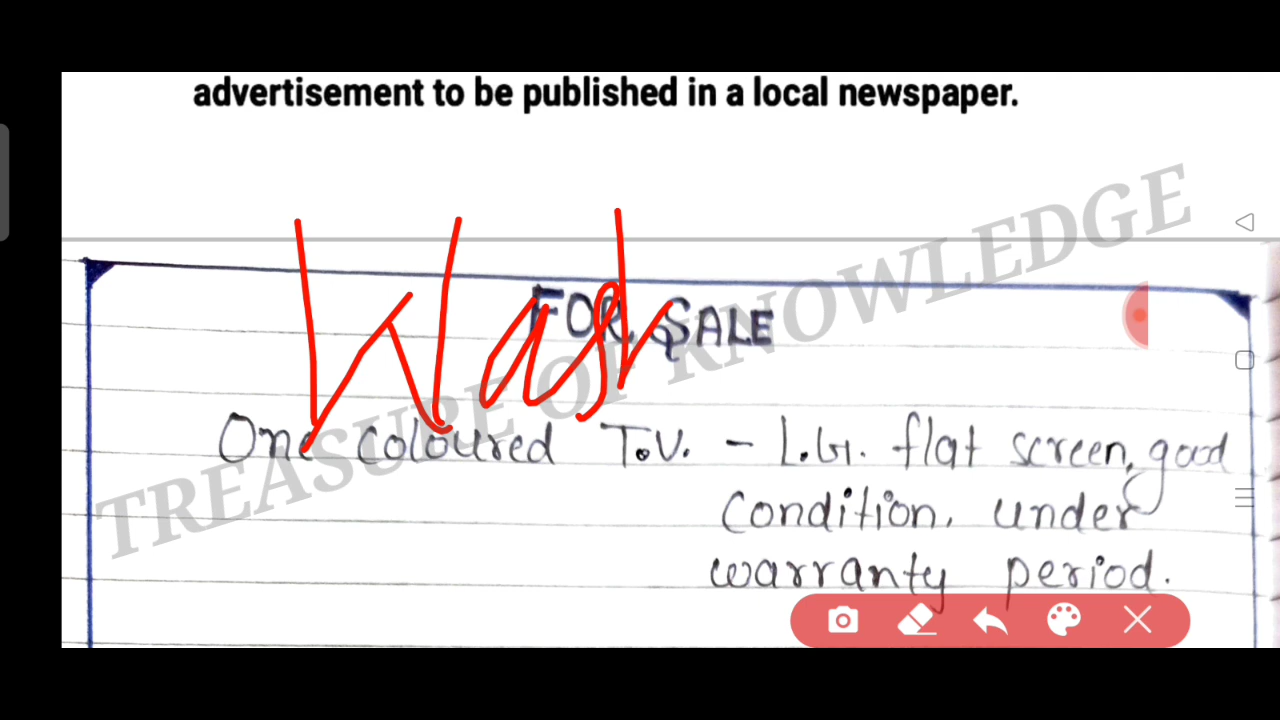 advertisement to be published in a local newspaper.
TREASURE OF KNOWLEDGE
FOR SALE
One coloured T.V. - L.G. flat screen, good
condition, under
warranty period.